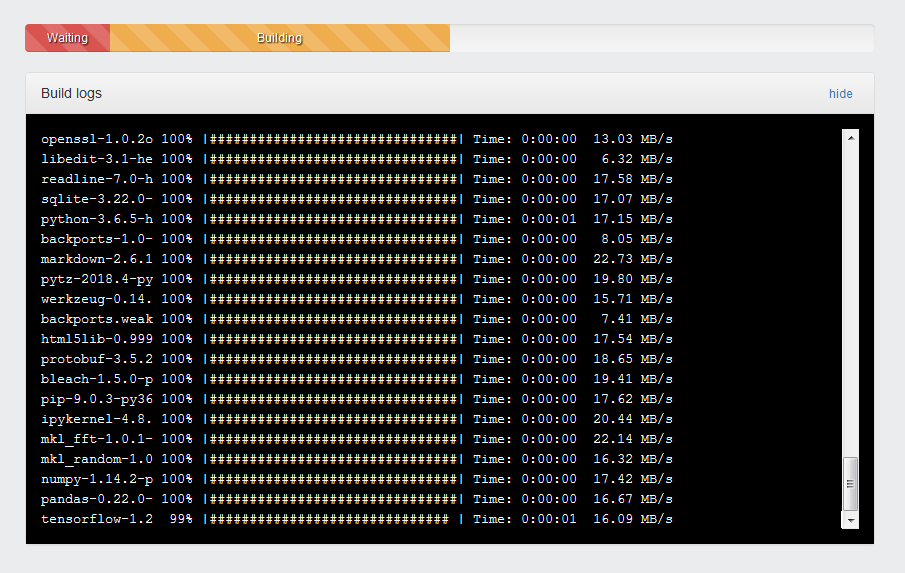 Waiting Building
Build logs hide
openssl-1.0.2o 100% |###############################| Time: 0:00:00  13.03 MB/s
libedit-3.1-he 100% |###############################| Time: 0:00:00   6.32 MB/s
readline-7.0-h 100% |###############################| Time: 0:00:00  17.58 MB/s
sqlite-3.22.0- 100% |###############################| Time: 0:00:00  17.07 MB/s
python-3.6.5-h 100% |###############################| Time: 0:00:01  17.15 MB/s
backports-1.0- 100% |###############################| Time: 0:00:00   8.05 MB/s
markdown-2.6.1 100% |###############################| Time: 0:00:00  22.73 MB/s
pytz-2018.4-py 100% |###############################| Time: 0:00:00  19.80 MB/s
werkzeug-0.14. 100% |###############################| Time: 0:00:00  15.71 MB/s
backports.weak 100% |###############################| Time: 0:00:00   7.41 MB/s
html5lib-0.999 100% |###############################| Time: 0:00:00  17.54 MB/s
protobuf-3.5.2 100% |###############################| Time: 0:00:00  18.65 MB/s
bleach-1.5.0-p 100% |###############################| Time: 0:00:00  19.41 MB/s
pip-9.0.3-py36 100% |###############################| Time: 0:00:00  17.62 MB/s
ipykernel-4.8. 100% |###############################| Time: 0:00:00  20.44 MB/s
mkl_fft-1.0.1- 100% |###############################| Time: 0:00:00  22.14 MB/s
mkl_random-1.0 100% |###############################| Time: 0:00:00  16.32 MB/s
numpy-1.14.2-p 100% |###############################| Time: 0:00:00  17.42 MB/s
pandas-0.22.0- 100% |###############################| Time: 0:00:00  16.67 MB/s
tensorflow-1.2  99% |############################## | Time: 0:00:01  16.09 MB/s